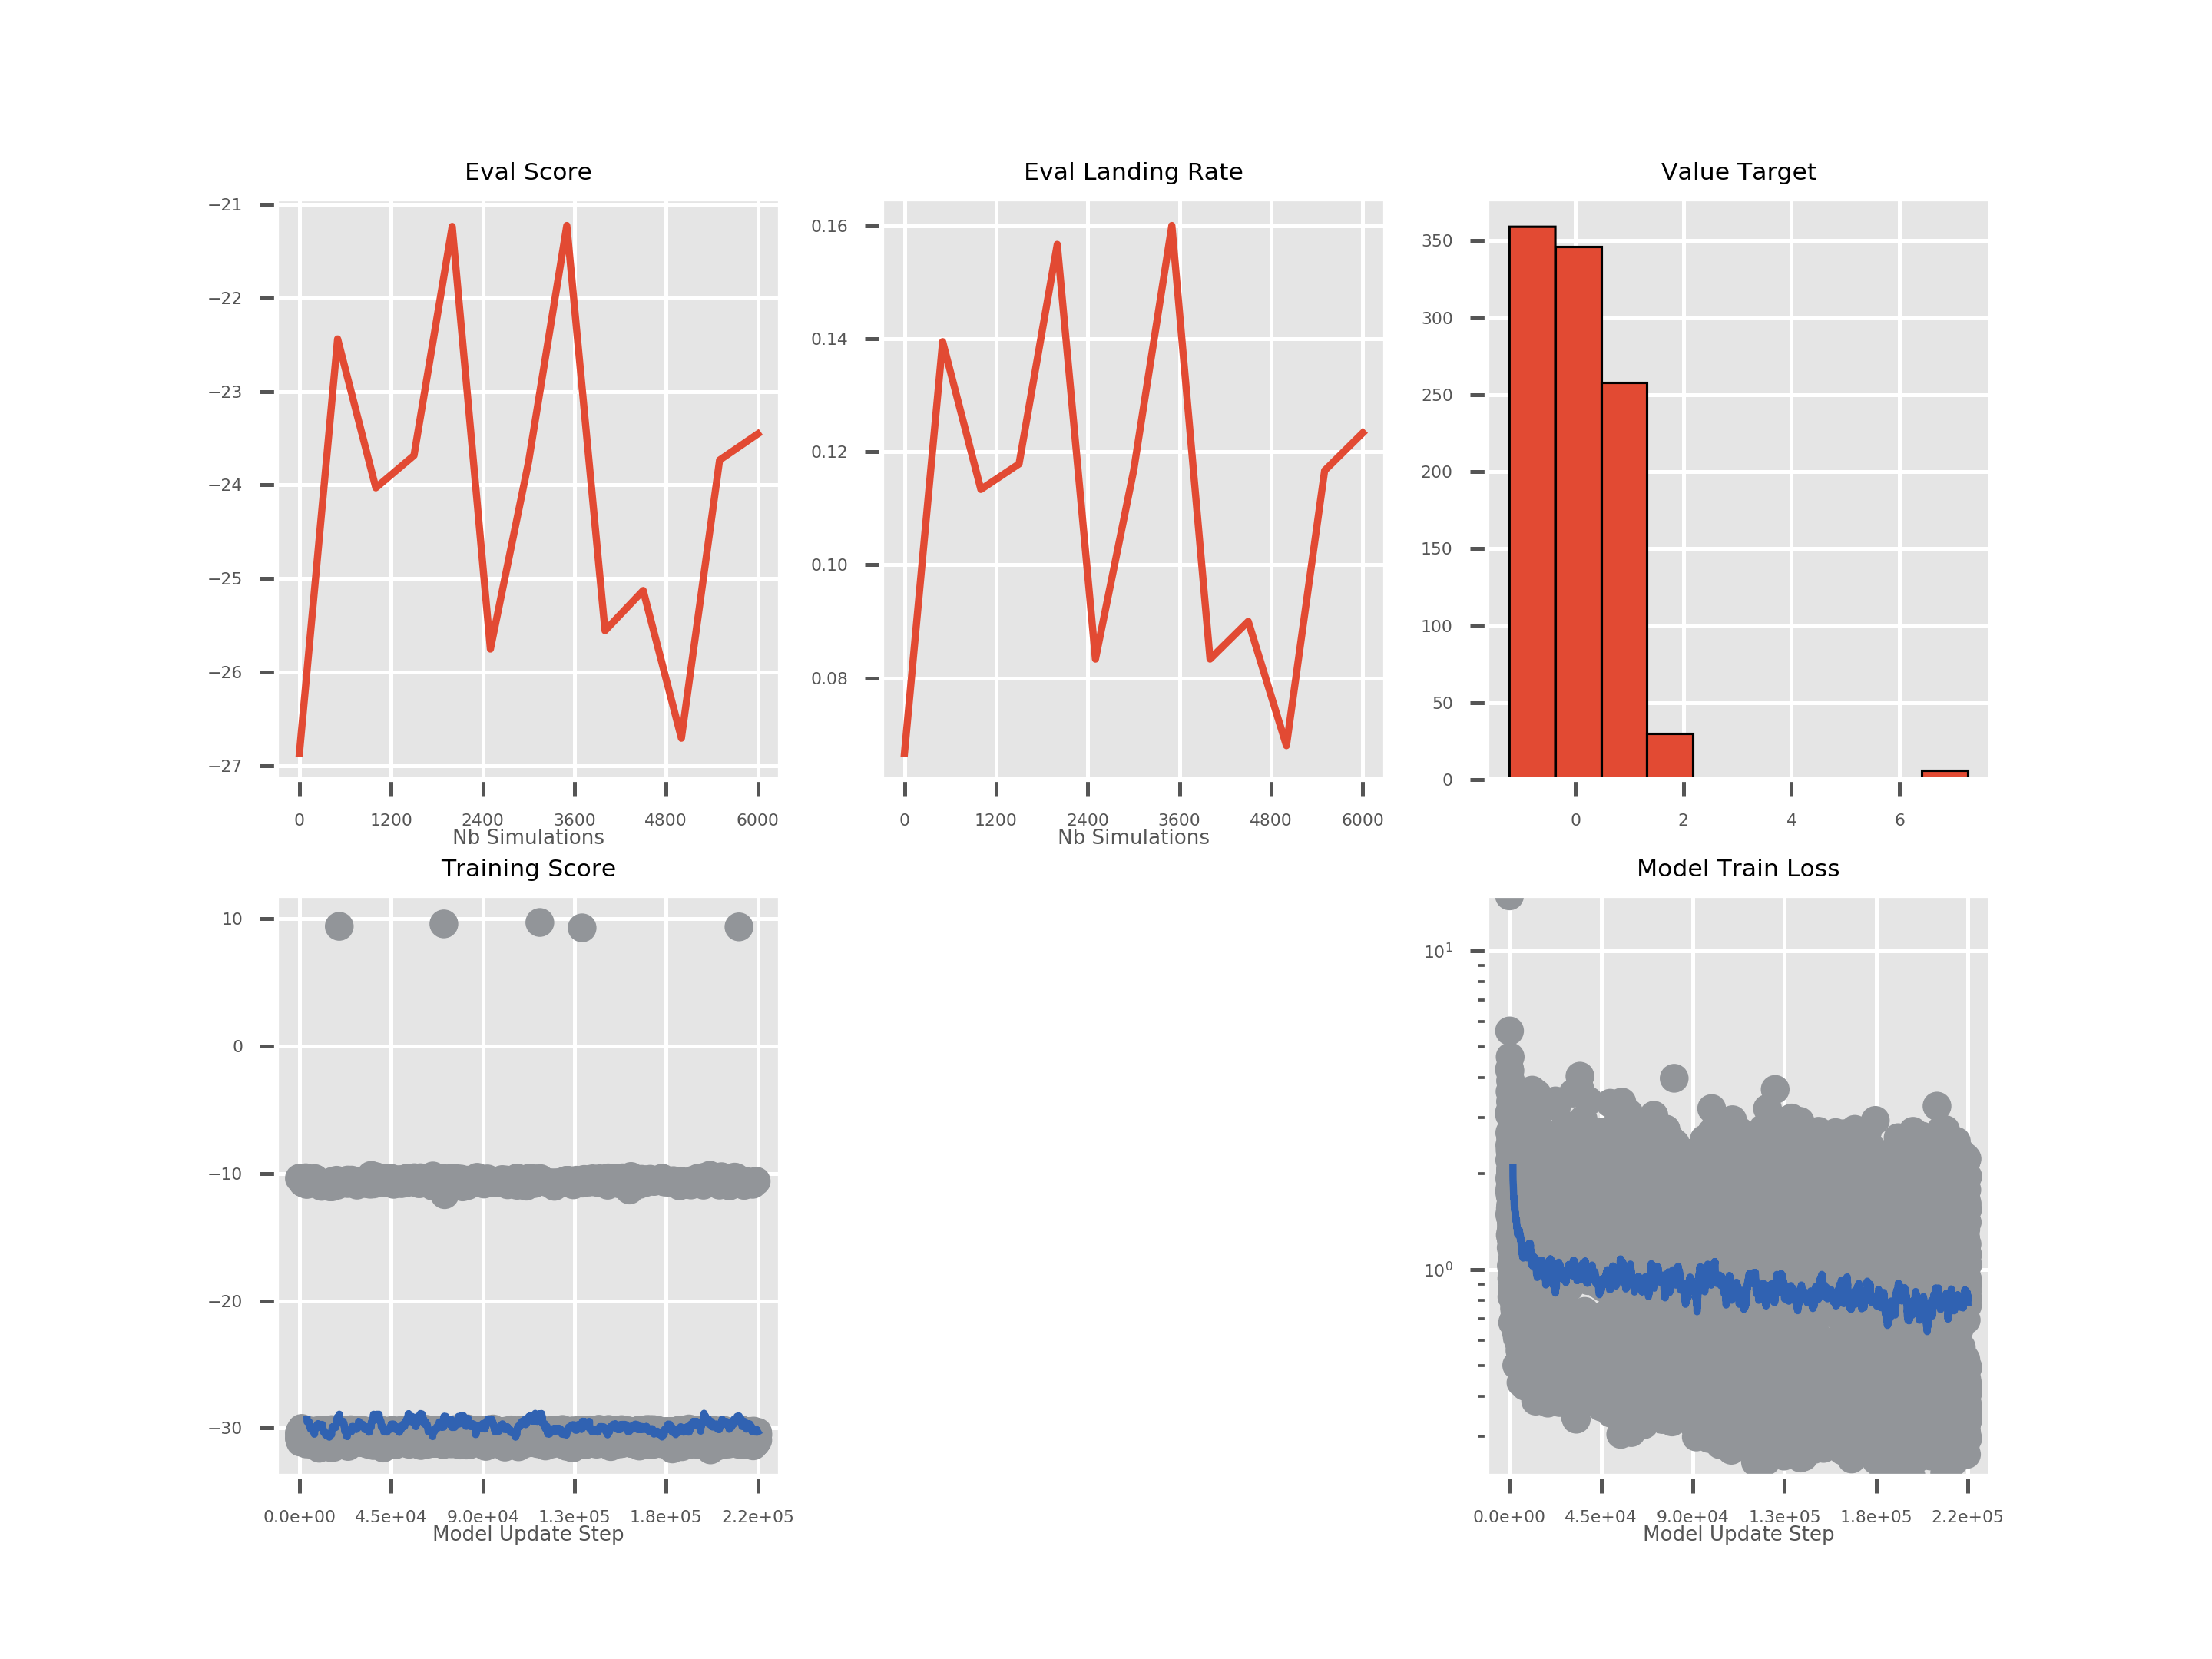 Eval Score
−21
−22
−23
−24
−25
−26
−27
0 1200 2400 3600 4800 6000
Nb Simulations
Eval Landing Rate
0.16
0.14
0.12
0.10
0.08
0 1200 2400 3600 4800 6000
Nb Simulations
Value Target
350
300
250
200
150
100
50
0
0 2 4 6
Training Score
10
0
−10
−20
−30
0.0e+00 4.5e+04 9.0e+04 1.3e+05 1.8e+05 2.2e+05
Model Update Step
Model Train Loss
10¹
10⁰
0.0e+00 4.5e+04 9.0e+04 1.3e+05 1.8e+05 2.2e+05
Model Update Step